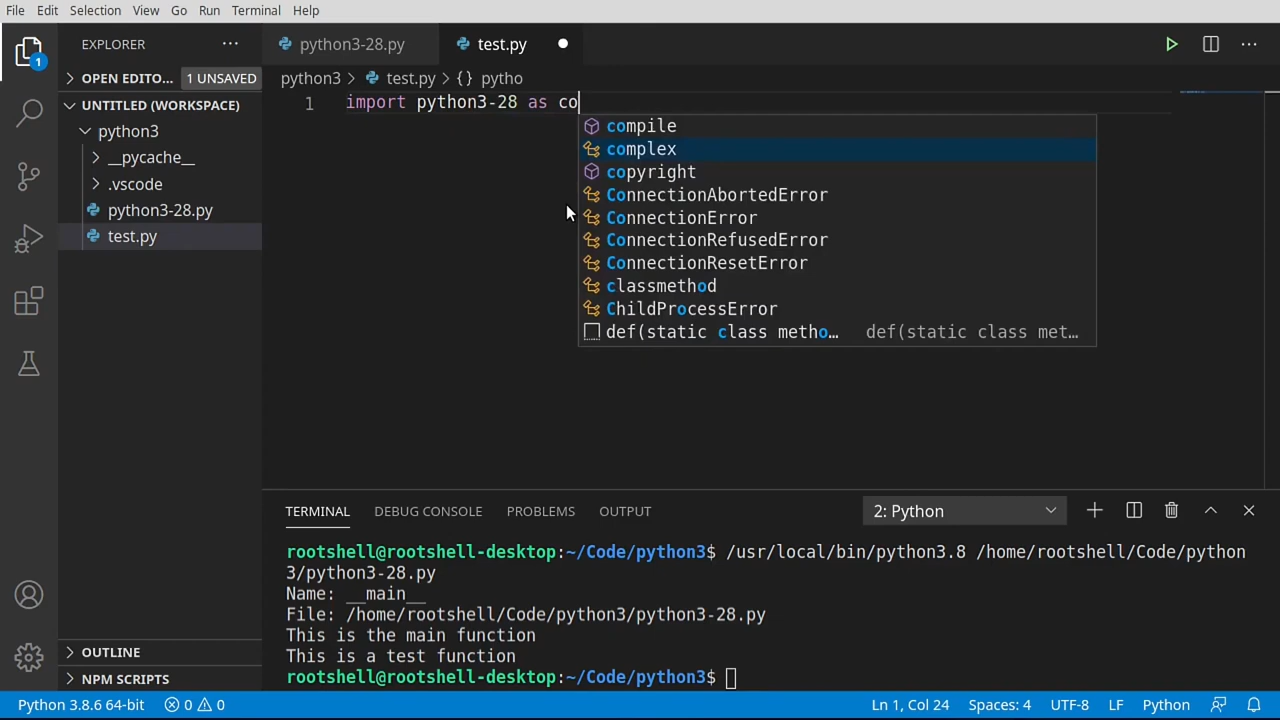 File Edit Selection View Go Run Terminal Help
EXPLORER
python3-28.py
test.py
1
OPEN EDITO... 1 UNSAVED
python3 > test.py > {} pytho
UNTITLED (WORKSPACE)
python3
__pycache__
.vscode
python3-28.py
test.py
1 import python3-28 as co
compile
complex
copyright
ConnectionAbortedError
ConnectionError
ConnectionRefusedError
ConnectionResetError
classmethod
ChildProcessError
def(static class metho... def(static class met...
TERMINAL DEBUG CONSOLE PROBLEMS OUTPUT 2: Python
rootshell@rootshell-desktop:~/Code/python3$ /usr/local/bin/python3.8 /home/rootshell/Code/python
3/python3-28.py
Name: __main__
File: /home/rootshell/Code/python3/python3-28.py
This is the main function
This is a test function
rootshell@rootshell-desktop:~/Code/python3$
OUTLINE
NPM SCRIPTS
Python 3.8.6 64-bit 0 0 Ln 1, Col 24 Spaces: 4 UTF-8 LF Python